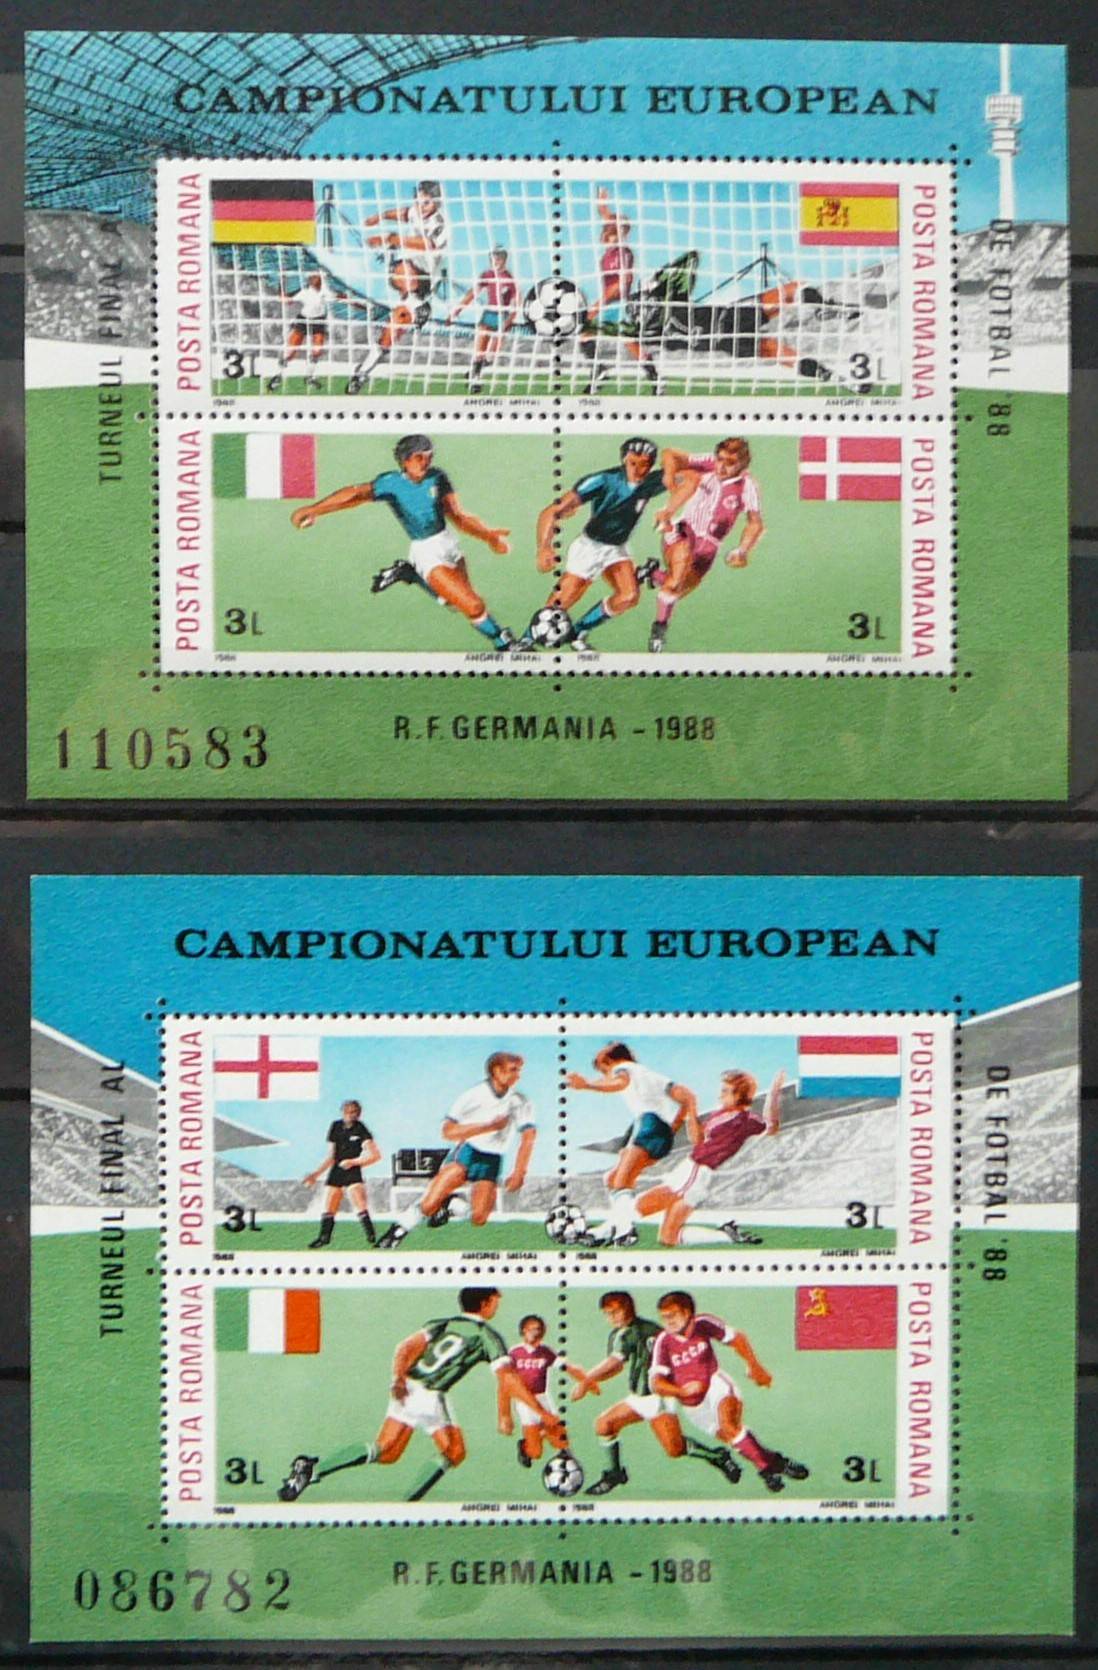 CAMPIONATULUI EUROPEAN
TURNEUL FINAL AL
DE FOTBAL '88
POSTA ROMANA
3L
1988
ANDREI MIHAI
POSTA ROMANA
3L
1988
ANDREI MIHAI
POSTA ROMANA
3L
1988
ANDREI MIHAI
POSTA ROMANA
3L
1988
ANDREI MIHAI
R.F. GERMANIA - 1988
110583
CAMPIONATULUI EUROPEAN
TURNEUL FINAL AL
DE FOTBAL '88
POSTA ROMANA
3L
1988
ANDREI MIHAI
POSTA ROMANA
3L
1988
ANDREI MIHAI
POSTA ROMANA
9
CCCP
3L
1988
ANDREI MIHAI
POSTA ROMANA
CCCP
3L
1988
ANDREI MIHAI
R.F. GERMANIA - 1988
086782